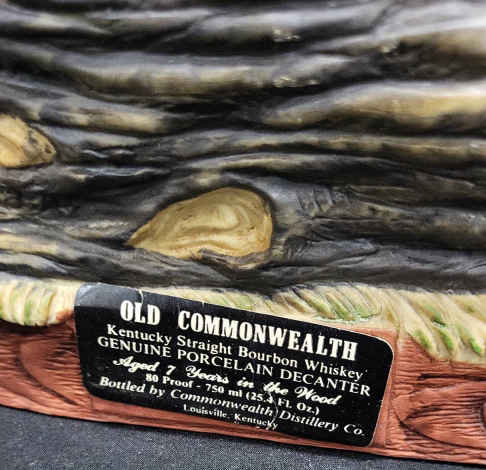 OLD COMMONWEALTH
Kentucky Straight Bourbon Whiskey
GENUINE PORCELAIN DECANTER
Aged 7 Years in the Wood
80 Proof - 750 ml (25.4 FL. Oz.)
Bottled by Commonwealth Distillery Co.
Louisville, Kentucky